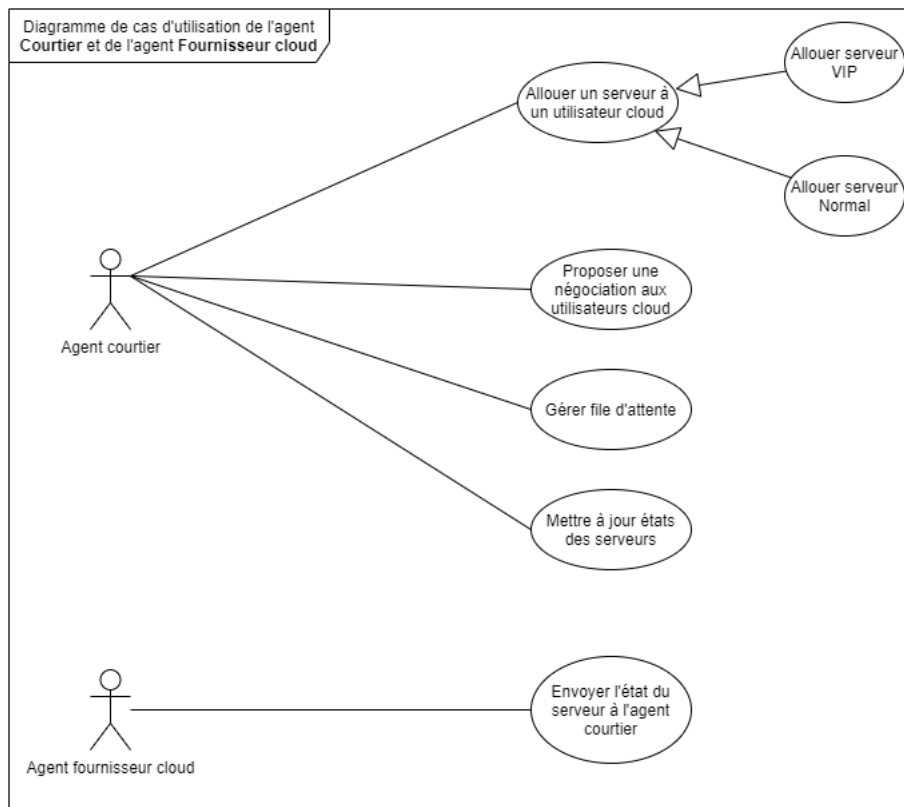 Diagramme de cas d'utilisation de l'agent
Courtier et de l'agent Fournisseur cloud
Allouer serveur
VIP
Allouer un serveur à
un utilisateur cloud
Allouer serveur
Normal
Proposer une
négociation aux
utilisateurs cloud
Agent courtier
Gérer file d'attente
Mettre à jour états
des serveurs
Envoyer l'état du
serveur à l'agent
courtier
Agent fournisseur cloud